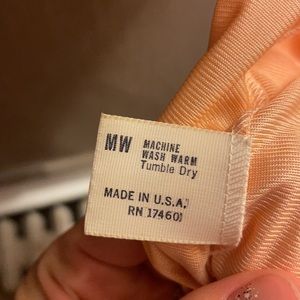 MW MACHINE
WASH WARM
Tumble Dry
MADE IN U.S.A.
RN 17460